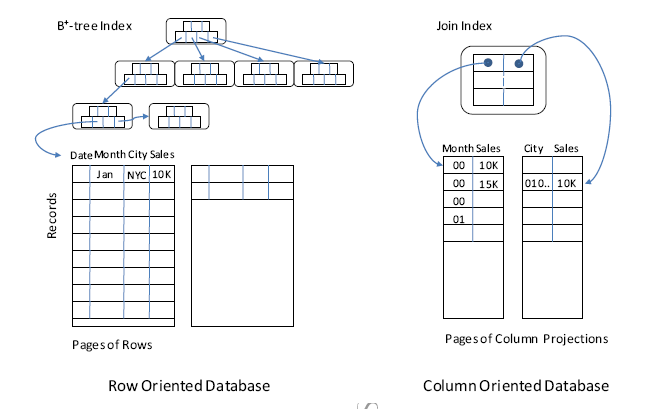 B+-tree Index
Join Index
Date Month City Sales
Jan NYC 10K
Records
Pages of Rows
Row Oriented Database
Month Sales
00 10K
00 15K
00
01
City Sales
010.. 10K
Pages of Column Projections
Column Oriented Database